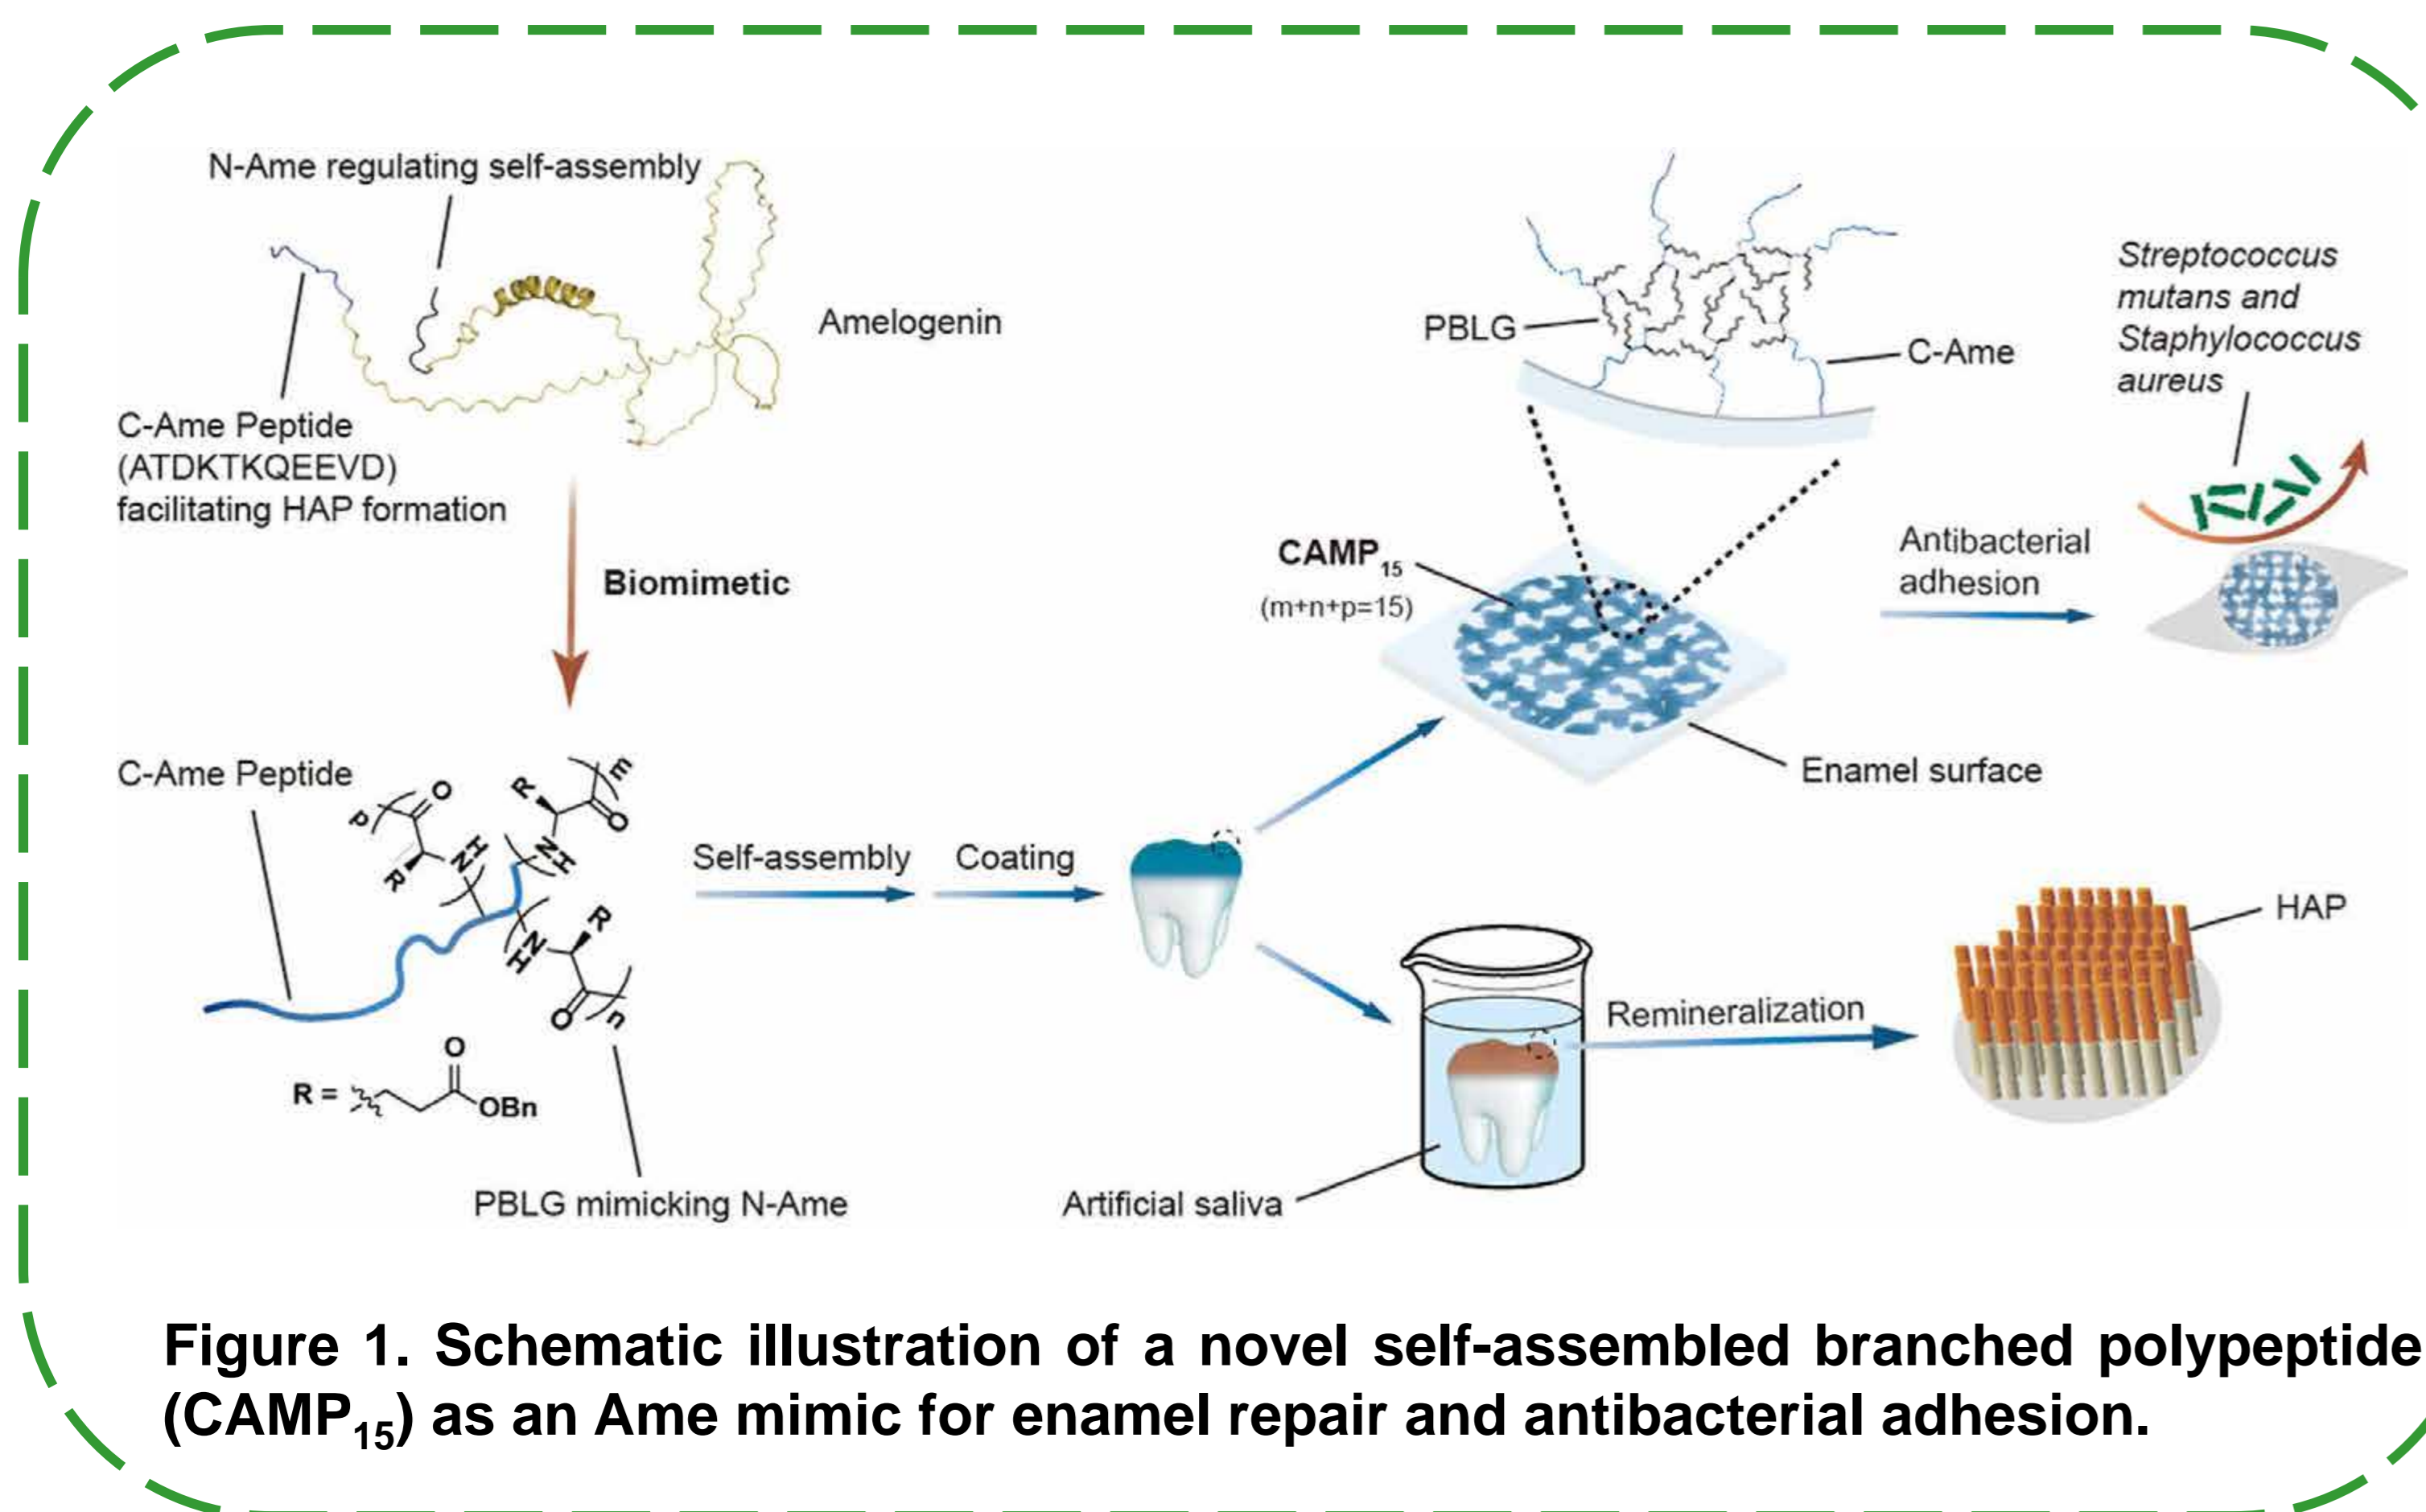 N-Ame regulating self-assembly
Amelogenin
C-Ame Peptide
(ATDKTKQEEVD)
facilitating HAP formation
Biomimetic
C-Ame Peptide
p
O
R
NH
R
NH
m
O
N
H
R
O
n
R =
O
OBn
PBLG mimicking N-Ame
Self-assembly
Coating
PBLG
C-Ame
CAMP₁₅
(m+n+p=15)
Enamel surface
Antibacterial
adhesion
Streptococcus
mutans and
Staphylococcus
aureus
Artificial saliva
Remineralization
HAP
Figure 1. Schematic illustration of a novel self-assembled branched polypeptide
(CAMP₁₅) as an Ame mimic for enamel repair and antibacterial adhesion.